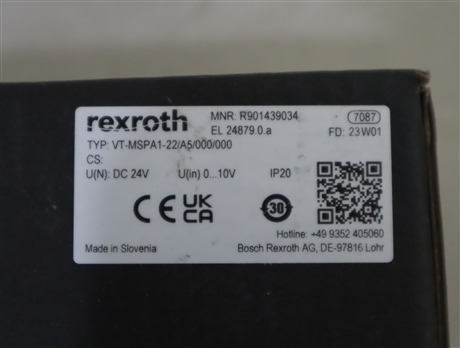 rexroth
MNR: R901439034
7087
EL 24879.0.a
FD: 23W01
TYP: VT-MSPA1-22/A5/000/000
CS:
U(N): DC 24V U(in) 0...10V IP20
CE UK CA
30
Hotline: +49 9352 405060
Made in Slovenia
Bosch Rexroth AG, DE-97816 Lohr